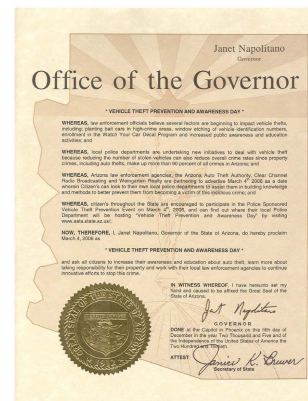 Janet Napolitano
Governor
Office of the Governor
* VEHICLE THEFT PREVENTION AND AWARENESS DAY *
WHEREAS, law enforcement officials believe several factors are beginning to impact vehicle thefts,
including; planting bait cars in high-crime areas, window etching of vehicle identification numbers,
enrollment in the Watch Your Car Decal Program and increased public awareness and education
activities; and
WHEREAS, local police departments are undertaking new initiatives to deal with vehicle theft
because reducing the number of stolen vehicles can also reduce overall crime rates since property
crimes, including auto thefts, make up more than 90 percent of all crimes in Arizona; and
WHEREAS, Arizona law enforcement agencies, the Arizona Auto Theft Authority, Clear Channel
Radio Broadcasting and Weingarten Realty are partnering to advertise March 4th 2006 as a date
wherein Citizen's can look to their own local police departments to assist them in building knowledge
and methods to better prevent them from becoming a victim of this insidious crime; and
WHEREAS, citizen's throughout the State are encouraged to participate in the Police Sponsored
Vehicle Theft Prevention Event on March 4th, 2006, and can find out where their local Police
Department will be hosting "Vehicle Theft Prevention and Awareness Day" by visiting
www.aata.state.az.us/;
NOW, THEREFORE, I, Janet Napolitano, Governor of the State of Arizona, do hereby proclaim
March 4, 2006 as
* VEHICLE THEFT PREVENTION AND AWARENESS DAY *
and ask all citizens to increase their awareness and education about auto theft, learn more about
taking responsibility for their property and work with their local law enforcement agencies to continue
innovative efforts to stop this crime.
IN WITNESS WHEREOF, I have hereunto set my
hand and caused to be affixed the Great Seal of the
State of Arizona.
Janet Napolitano
GOVERNOR
DONE at the Capitol in Phoenix on this fifth day of
December in the year Two Thousand and Five and of
the Independence of the United States of America the
Two Hundred and Thirtieth.
ATTEST:
Janice K. Brewer
Secretary of State